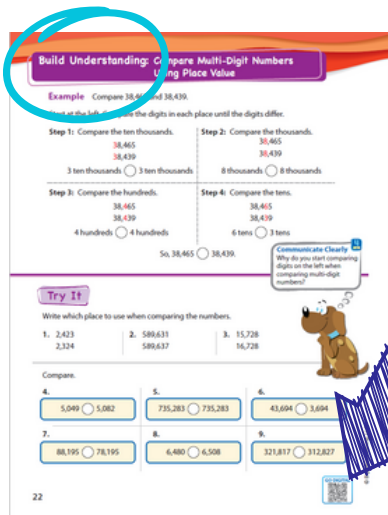 Build Understanding: Compare Multi-Digit Numbers
Using Place Value
Example Compare 38,465 and 38,439.
Start at the left. Compare the digits in each place until the digits differ.
Step 1: Compare the ten thousands.
38,465
38,439
3 ten thousands ◯ 3 ten thousands
Step 2: Compare the thousands.
38,465
38,439
8 thousands ◯ 8 thousands
Step 3: Compare the hundreds.
38,465
38,439
4 hundreds ◯ 4 hundreds
Step 4: Compare the tens.
38,465
38,439
6 tens ◯ 3 tens
So, 38,465 ◯ 38,439.
Communicate Clearly
Why do you start comparing
digits on the left when
comparing multi-digit
numbers?
Try It
Write which place to use when comparing the numbers.
1. 2,423
2,324
2. 589,631
589,637
3. 15,728
16,728
Compare.
4.
5,049 ◯ 5,082
5.
735,283 ◯ 735,283
6.
43,694 ◯ 3,694
7.
88,195 ◯ 78,195
8.
6,480 ◯ 6,508
9.
321,817 ◯ 312,827
22
GO DIGITAL